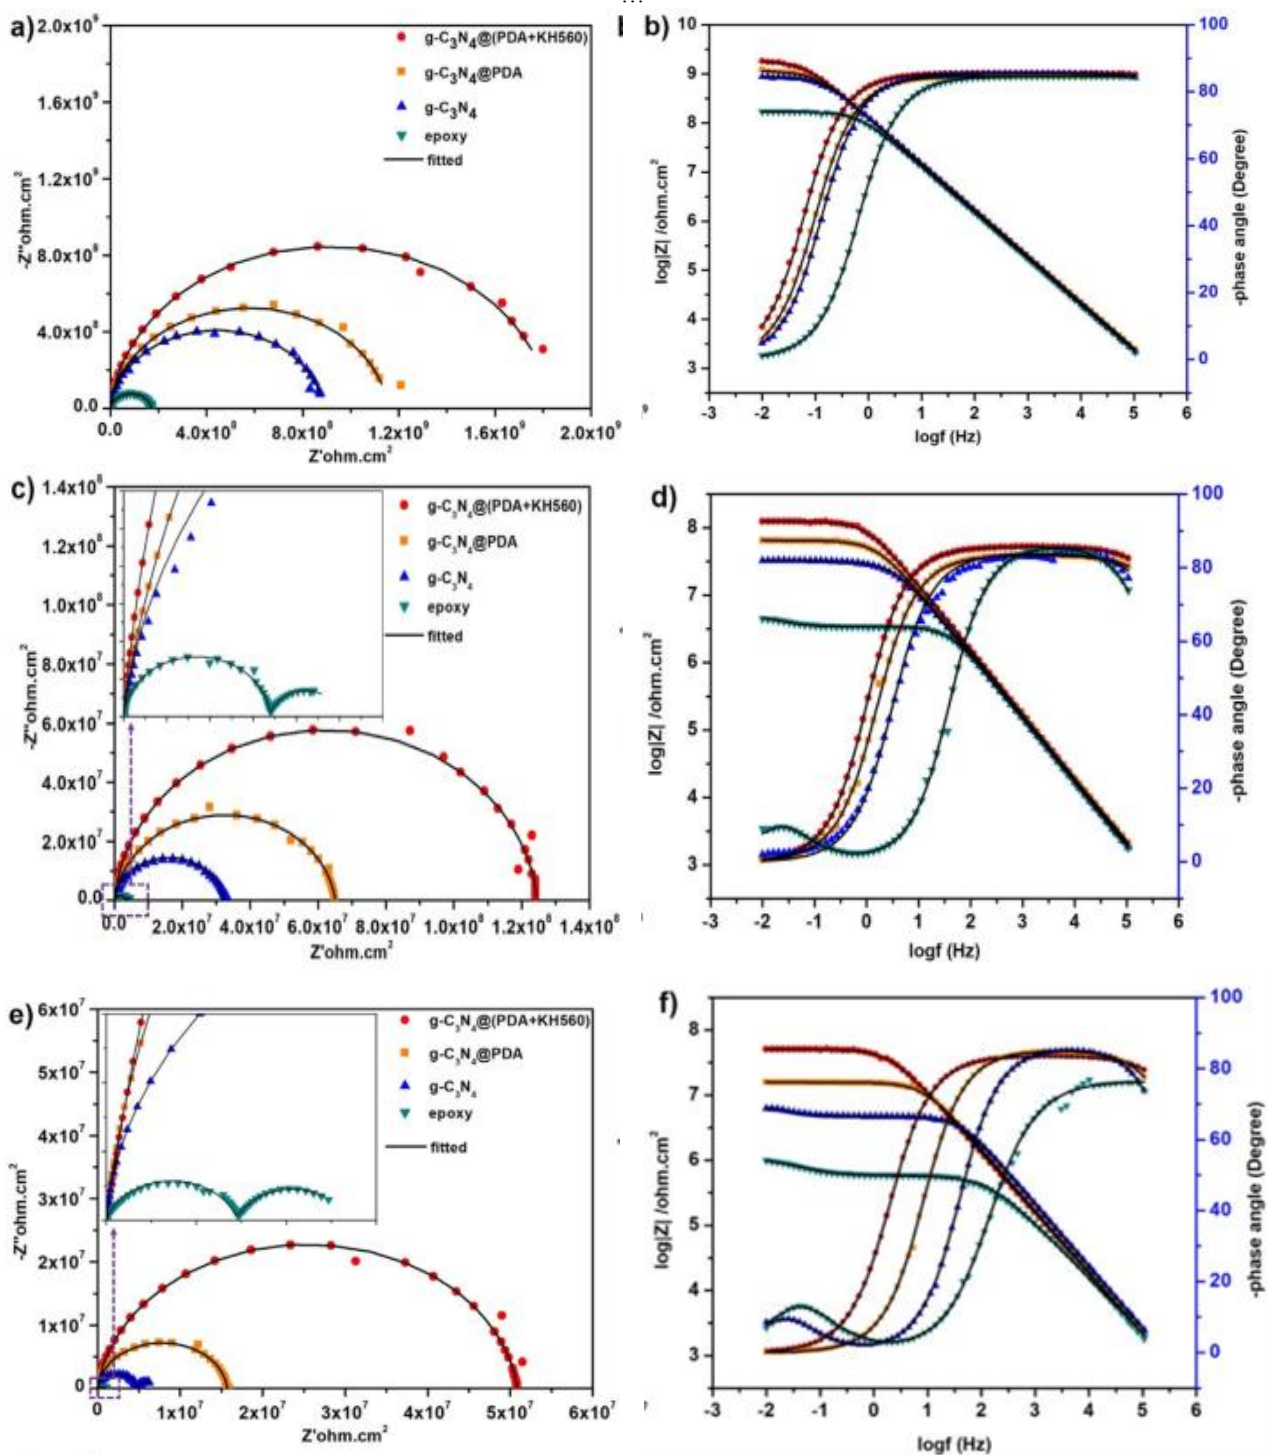 ...
a)
2.0x10⁹
1.6x10⁹
1.2x10⁹
8.0x10⁸
4.0x10⁸
0.0
-Z''ohm.cm²
g-C₃N₄@(PDA+KH560)
g-C₃N₄@PDA
g-C₃N₄
epoxy
fitted
0.0 4.0x10⁸ 8.0x10⁸ 1.2x10⁹ 1.6x10⁹ 2.0x10⁹
Z'ohm.cm²
b)
10
9
8
7
6
5
4
3
log|Z| /ohm.cm²
100
80
60
40
20
0
-phase angle (Degree)
-3 -2 -1 0 1 2 3 4 5 6
logf (Hz)
c)
1.4x10⁸
1.2x10⁸
1.0x10⁸
8.0x10⁷
6.0x10⁷
4.0x10⁷
2.0x10⁷
0.0
-Z''ohm.cm²
g-C₃N₄@(PDA+KH560)
g-C₃N₄@PDA
g-C₃N₄
epoxy
fitted
0.0 2.0x10⁷ 4.0x10⁷ 6.0x10⁷ 8.0x10⁷ 1.0x10⁸ 1.2x10⁸ 1.4x10⁸
Z'ohm.cm²
d)
8
7
6
5
4
3
log|Z| /ohm.cm²
100
80
60
40
20
0
-phase angle (Degree)
-3 -2 -1 0 1 2 3 4 5 6
logf (Hz)
e)
6x10⁷
5x10⁷
4x10⁷
3x10⁷
2x10⁷
1x10⁷
0
-Z''ohm.cm²
g-C₃N₄@(PDA+KH560)
g-C₃N₄@PDA
g-C₃N₄
epoxy
fitted
0 1x10⁷ 2x10⁷ 3x10⁷ 4x10⁷ 5x10⁷ 6x10⁷
Z'ohm.cm²
f)
8
7
6
5
4
3
log|Z| /ohm.cm²
100
80
60
40
20
0
-phase angle (Degree)
-3 -2 -1 0 1 2 3 4 5 6
logf (Hz)